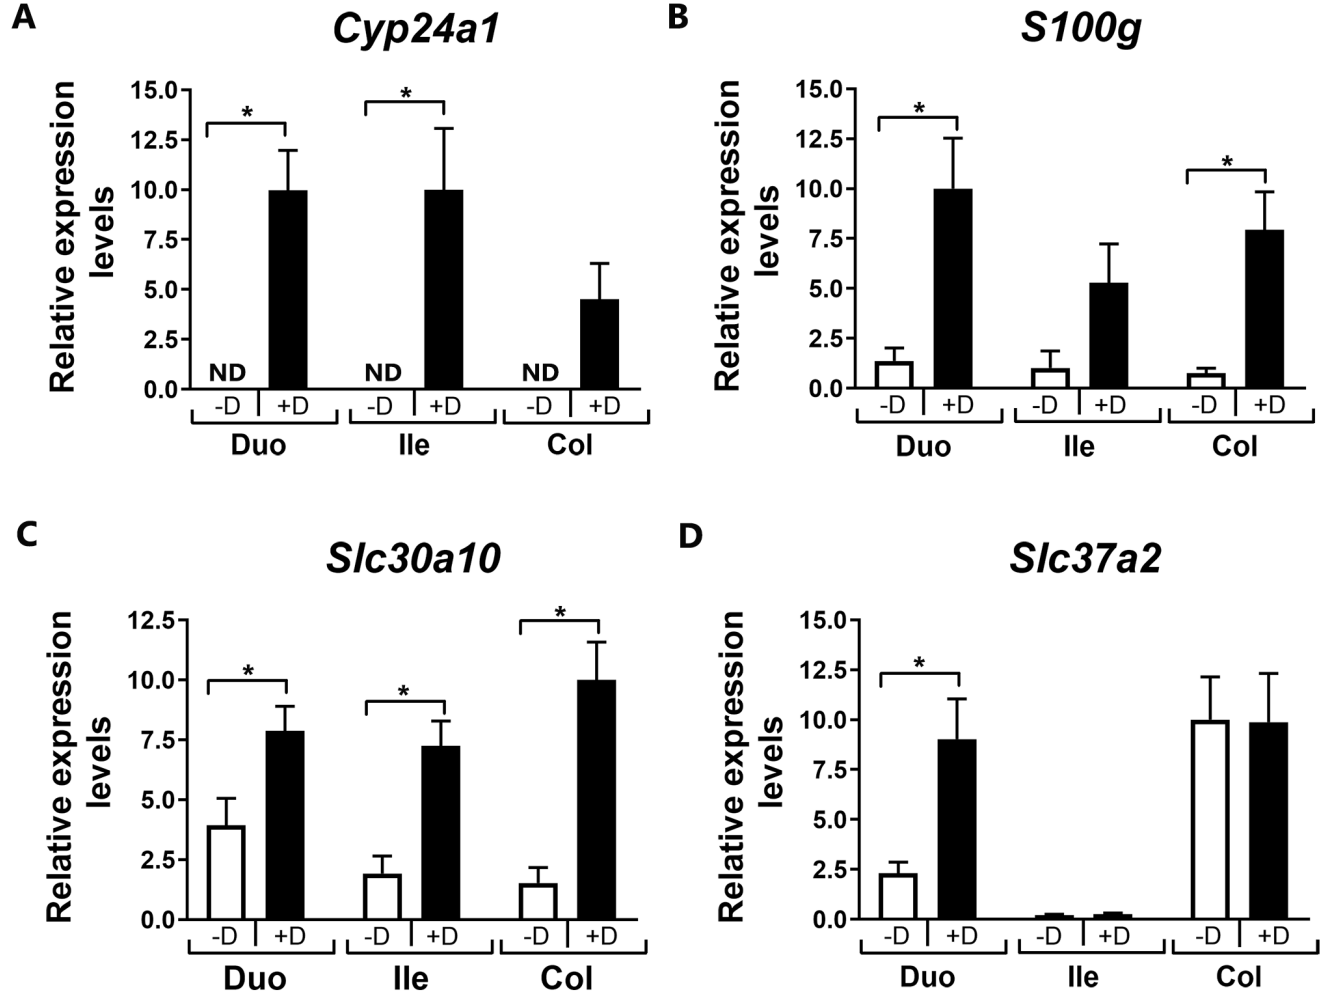 A
Cyp24a1
Relative expression
levels
15.0
12.5
10.0
7.5
5.0
2.5
0.0
*
*
ND
ND
ND
-D
+D
-D
+D
-D
+D
Duo
Ile
Col
B
S100g
Relative expression
levels
15.0
12.5
10.0
7.5
5.0
2.5
0.0
*
*
-D
+D
-D
+D
-D
+D
Duo
Ile
Col
C
Slc30a10
Relative expression
levels
12.5
10.0
7.5
5.0
2.5
0.0
*
*
*
-D
+D
-D
+D
-D
+D
Duo
Ile
Col
D
Slc37a2
Relative expression
levels
15.0
12.5
10.0
7.5
5.0
2.5
0.0
*
-D
+D
-D
+D
-D
+D
Duo
Ile
Col